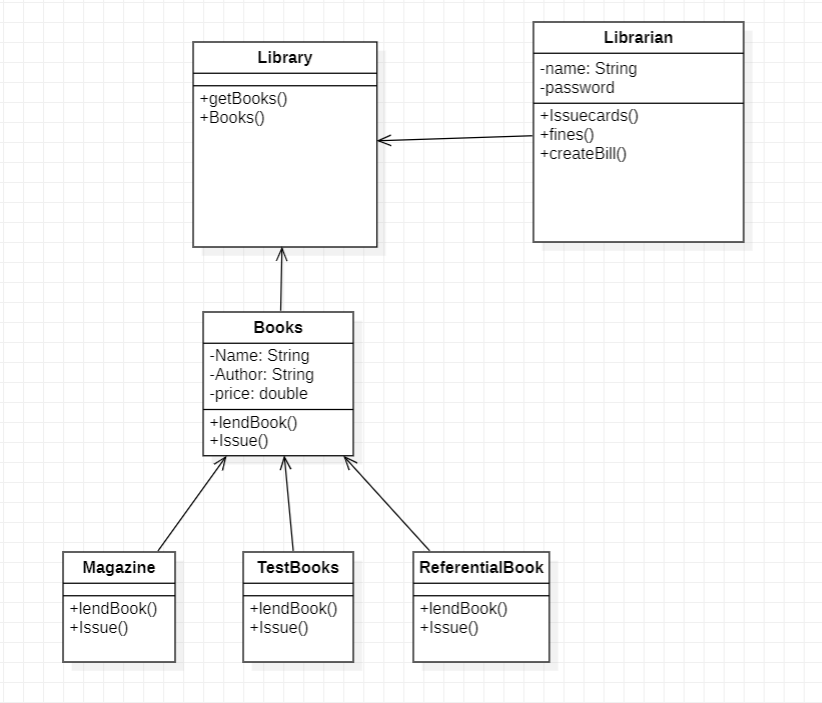 Library
+getBooks()
+Books()
Librarian
-name: String
-password
+Issuecards()
+fines()
+createBill()
Books
-Name: String
-Author: String
-price: double
+lendBook()
+Issue()
Magazine
+lendBook()
+Issue()
TestBooks
+lendBook()
+Issue()
ReferentialBook
+lendBook()
+Issue()